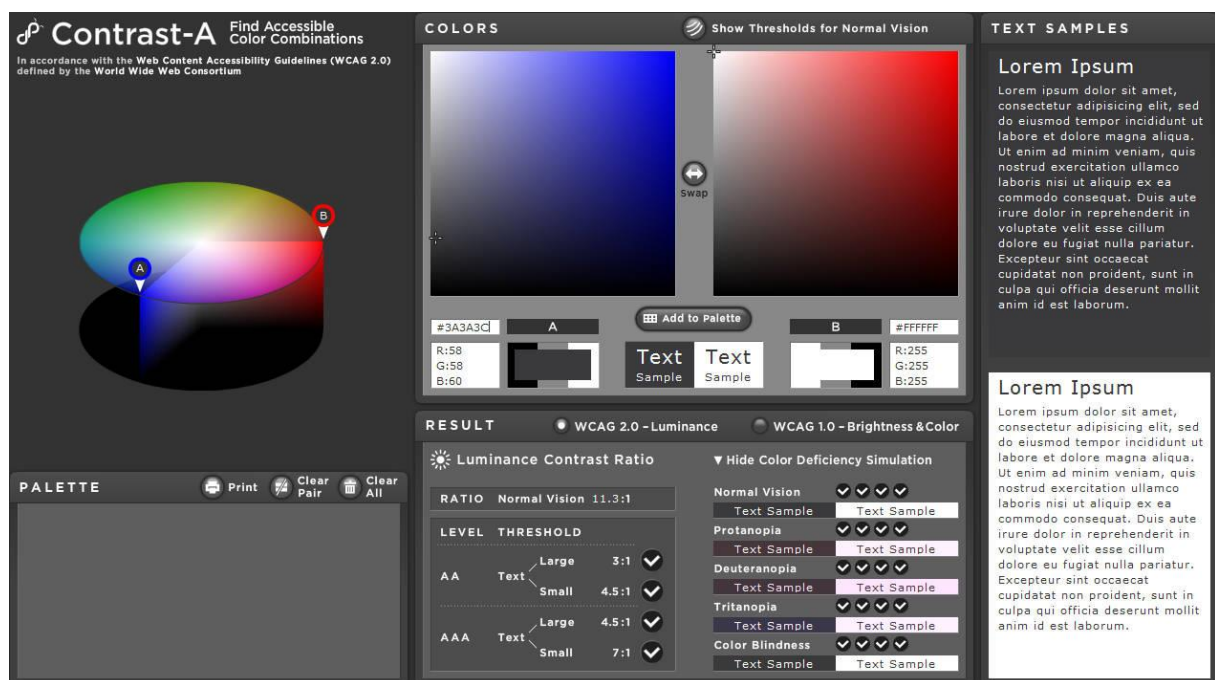 Contrast-A Find Accessible
Color Combinations
In accordance with the Web Content Accessibility Guidelines (WCAG 2.0)
defined by the World Wide Web Consortium
B
A
PALETTE Print Clear Pair Clear All
COLORS Show Thresholds for Normal Vision
Swap
Add to Palette
#3A3A3C A B #FFFFFF
R:58
G:58
B:60
Text Text
Sample Sample
R:255
G:255
B:255
RESULT WCAG 2.0 – Luminance WCAG 1.0 – Brightness & Color
Luminance Contrast Ratio
RATIO Normal Vision 11.3:1
LEVEL THRESHOLD
AA Text Large 3:1
Small 4.5:1
AAA Text Large 4.5:1
Small 7:1
▼ Hide Color Deficiency Simulation
Normal Vision
Text Sample Text Sample
Protanopia
Text Sample Text Sample
Deuteranopia
Text Sample Text Sample
Tritanopia
Text Sample Text Sample
Color Blindness
Text Sample Text Sample
TEXT SAMPLES
Lorem Ipsum
Lorem ipsum dolor sit amet,
consectetur adipisicing elit, sed
do eiusmod tempor incididunt ut
labore et dolore magna aliqua.
Ut enim ad minim veniam, quis
nostrud exercitation ullamco
laboris nisi ut aliquip ex ea
commodo consequat. Duis aute
irure dolor in reprehenderit in
voluptate velit esse cillum
dolore eu fugiat nulla pariatur.
Excepteur sint occaecat
cupidatat non proident, sunt in
culpa qui officia deserunt mollit
anim id est laborum.
Lorem Ipsum
Lorem ipsum dolor sit amet,
consectetur adipisicing elit, sed
do eiusmod tempor incididunt ut
labore et dolore magna aliqua.
Ut enim ad minim veniam, quis
nostrud exercitation ullamco
laboris nisi ut aliquip ex ea
commodo consequat. Duis aute
irure dolor in reprehenderit in
voluptate velit esse cillum
dolore eu fugiat nulla pariatur.
Excepteur sint occaecat
cupidatat non proident, sunt in
culpa qui officia deserunt mollit
anim id est laborum.